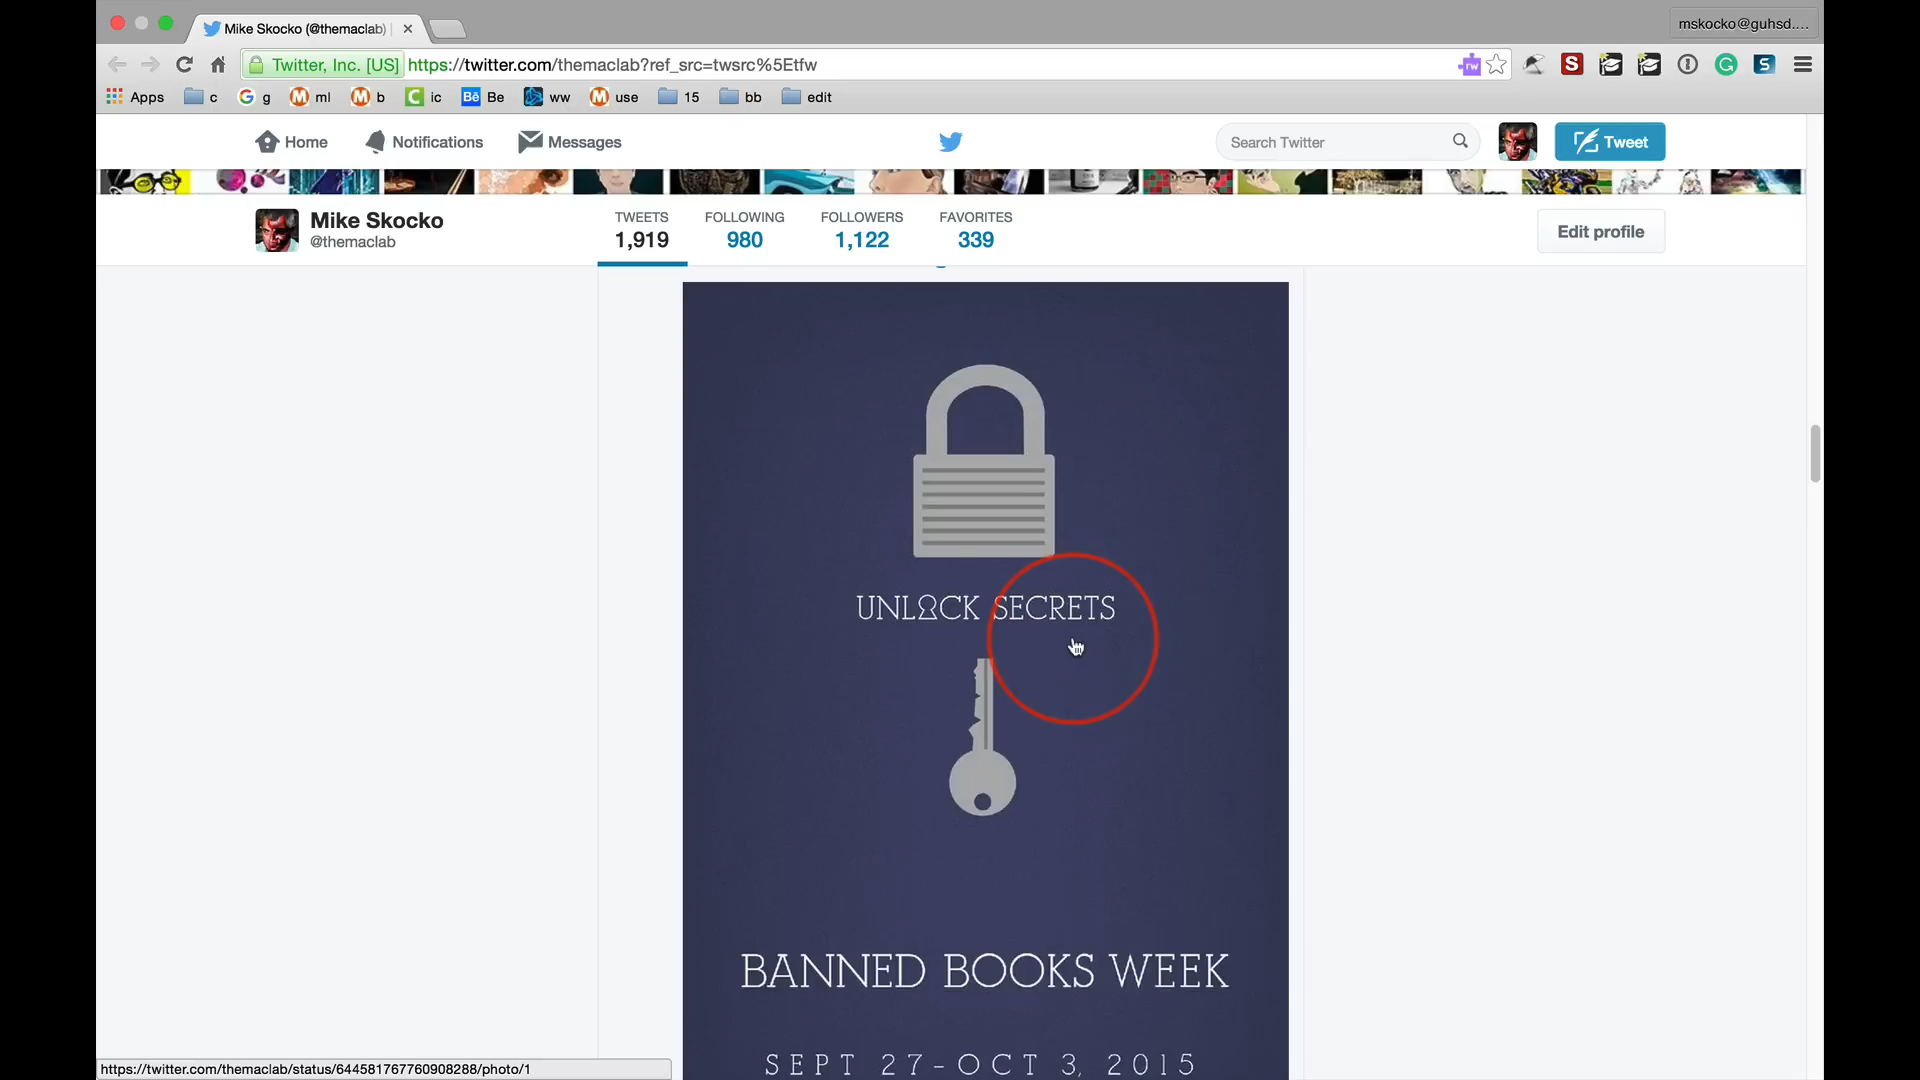 Mike Skocko (@themaclab)
mskocko@guhsd....
Twitter, Inc. [US] https://twitter.com/themaclab?ref_src=twsrc%5Etfw
Apps c g ml b ic Bē Be ww use 15 bb edit
Home Notifications Messages Search Twitter Tweet
Mike Skocko
@themaclab
TWEETS FOLLOWING FOLLOWERS FAVORITES
1,919 980 1,122 339
Edit profile
UNLOCK SECRETS
BANNED BOOKS WEEK
SEPT 27–OCT 3, 2015
https://twitter.com/themaclab/status/644581767760908288/photo/1